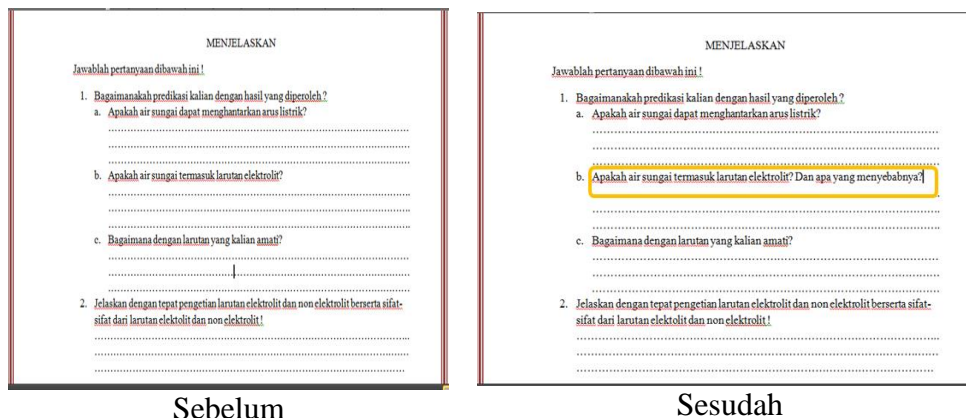 MENJELASKAN
Jawablah pertanyaan dibawah ini !
1. Bagaimanakah predikasi kalian dengan hasil yang diperoleh ?
a. Apakah air sungai dapat menghantarkan arus listrik?
b. Apakah air sungai termasuk larutan elektrolit?
c. Bagaimana dengan larutan yang kalian amati?
2. Jelaskan dengan tepat pengetian larutan elektrolit dan non elektrolit berserta sifat-
sifat dari larutan elektolit dan non elektrolit !
Sebelum
MENJELASKAN
Jawablah pertanyaan dibawah ini !
1. Bagaimanakah predikasi kalian dengan hasil yang diperoleh ?
a. Apakah air sungai dapat menghantarkan arus listrik?
b. Apakah air sungai termasuk larutan elektrolit? Dan apa yang menyebabnya?
c. Bagaimana dengan larutan yang kalian amati?
2. Jelaskan dengan tepat pengetian larutan elektrolit dan non elektrolit berserta sifat-
sifat dari larutan elektolit dan non elektrolit !
Sesudah